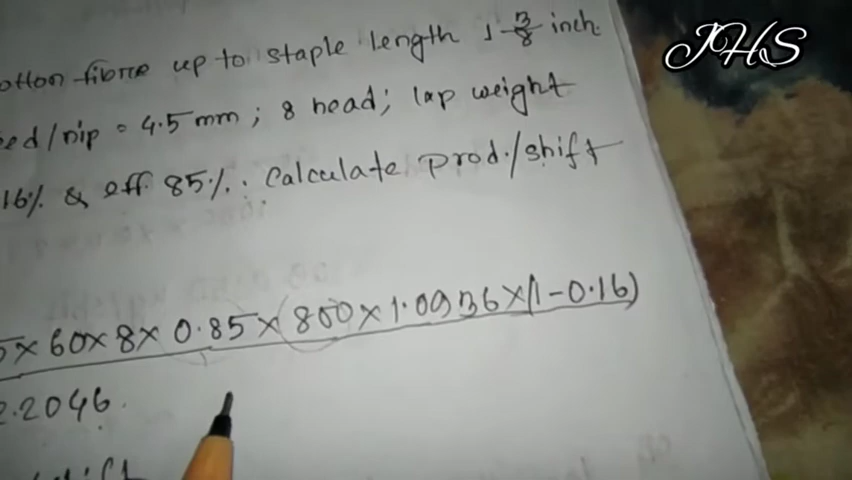 otton fibre up to staple length 1 3/8 inch.
JHS
ed/nip = 4.5mm; 8 head; lap weight
16% & eff. 85%. Calculate prod./shift
5×60×8×0.85×(800×1.0936×(1-0.16)
2.2046